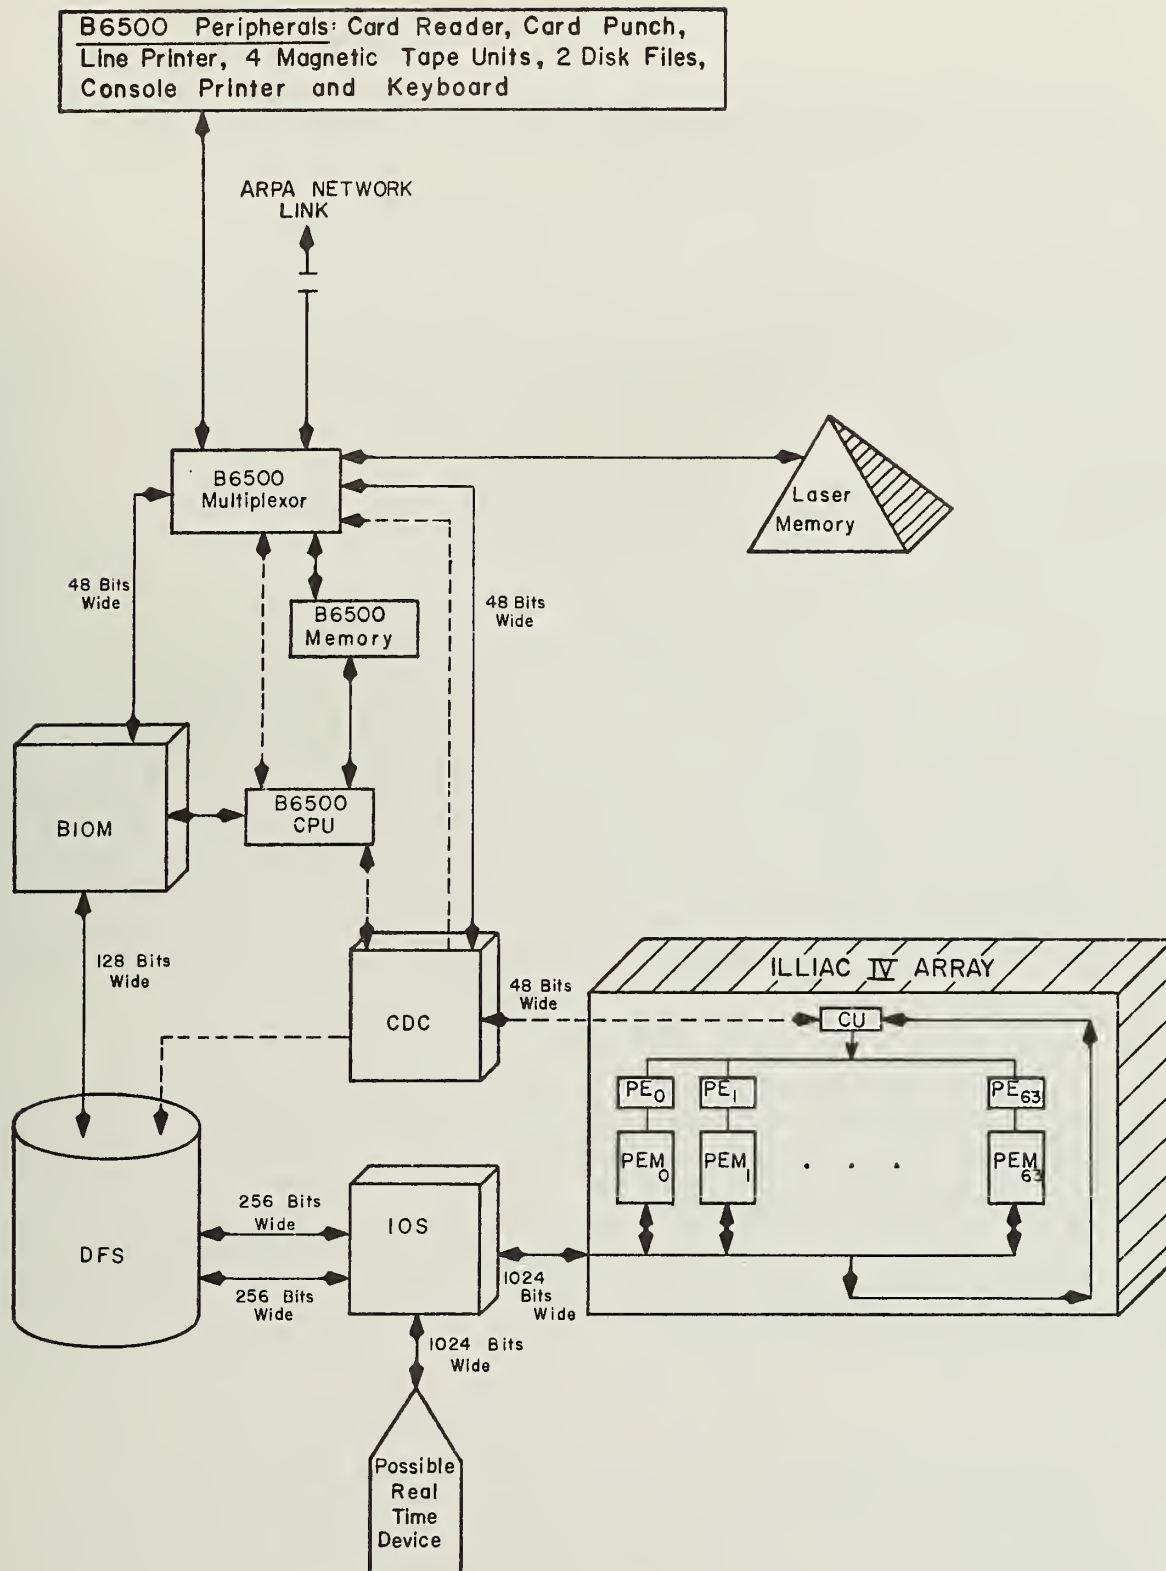 B6500 Peripherals: Card Reader, Card Punch,
Line Printer, 4 Magnetic Tape Units, 2 Disk Files,
Console Printer and Keyboard
ARPA NETWORK
LINK
B6500
Multiplexor
Laser
Memory
48 Bits
Wide
B6500
Memory
48 Bits
Wide
B6500
CPU
BIOM
128 Bits
Wide
CDC
48 Bits
Wide
ILLIAC IV ARRAY
CU
PE0
PE1
PE63
PEM0
PEM1
. . .
PEM63
DFS
256 Bits
Wide
256 Bits
Wide
IOS
1024
Bits
Wide
1024 Bits
Wide
Possible
Real
Time
Device